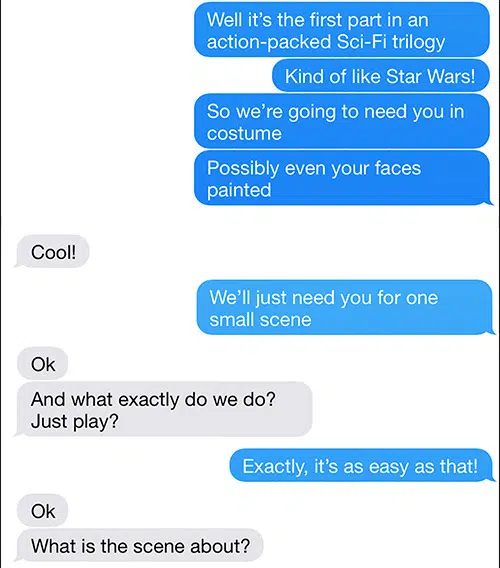 Well it's the first part in an
action-packed Sci-Fi trilogy
Kind of like Star Wars!
So we're going to need you in
costume
Possibly even your faces
painted
Cool!
We'll just need you for one
small scene
Ok
And what exactly do we do?
Just play?
Exactly, it's as easy as that!
Ok
What is the scene about?